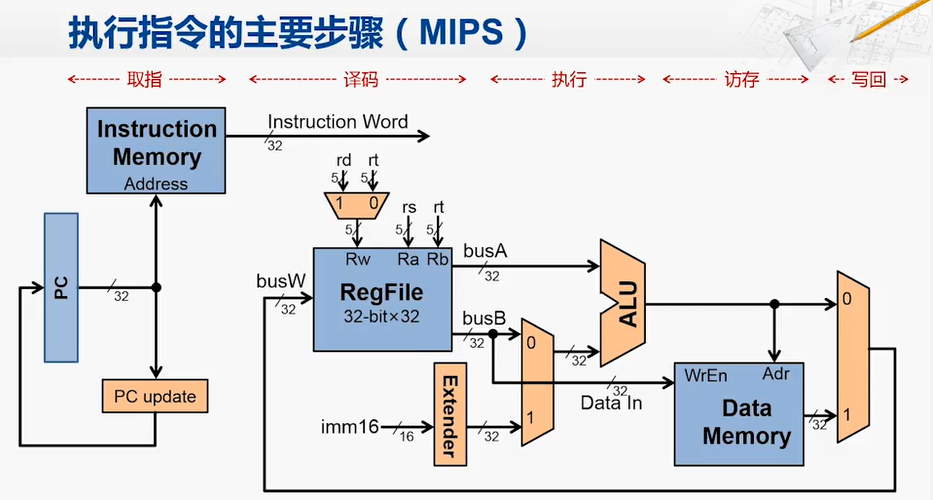 执行指令的主要步骤（MIPS）
取指 译码 执行 访存 写回
Instruction
Memory
Address
Instruction Word
32
rd rt
5 5
1 0
5
rs rt
5 5
PC
32
PC update
busW
32
Rw Ra Rb
RegFile
32-bit×32
busA
32
busB
32
0
1
32
ALU
imm16
16
Extender
32
32
Data In
WrEn Adr
Data
Memory
32
0
1